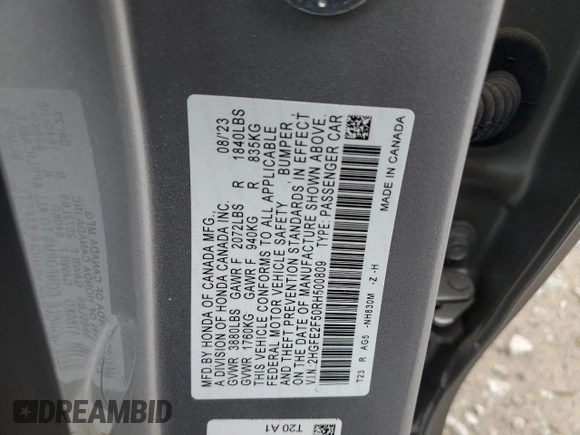 MFD.BY HONDA OF CANADA MFG., 08/'23
A DIVISION OF HONDA CANADA INC.
GVWR 3880LBS GAWR F 2072LBS R 1840LBS
GVWR 1760KG GAWR F 940KG R 835KG
THIS VEHICLE CONFORMS TO ALL APPLICABLE
FEDERAL MOTOR VEHICLE SAFETY, BUMPER,
AND THEFT PREVENTION STANDARDS IN EFFECT
ON THE DATE OF MANUFACTURE SHOWN ABOVE.
V.I.N: 2HGFE2F50RH500809 TYPE: PASSENGER CAR
T23 R AG5 -NH830M -Z -H MADE IN CANADA
T20 A1
DREAMBID